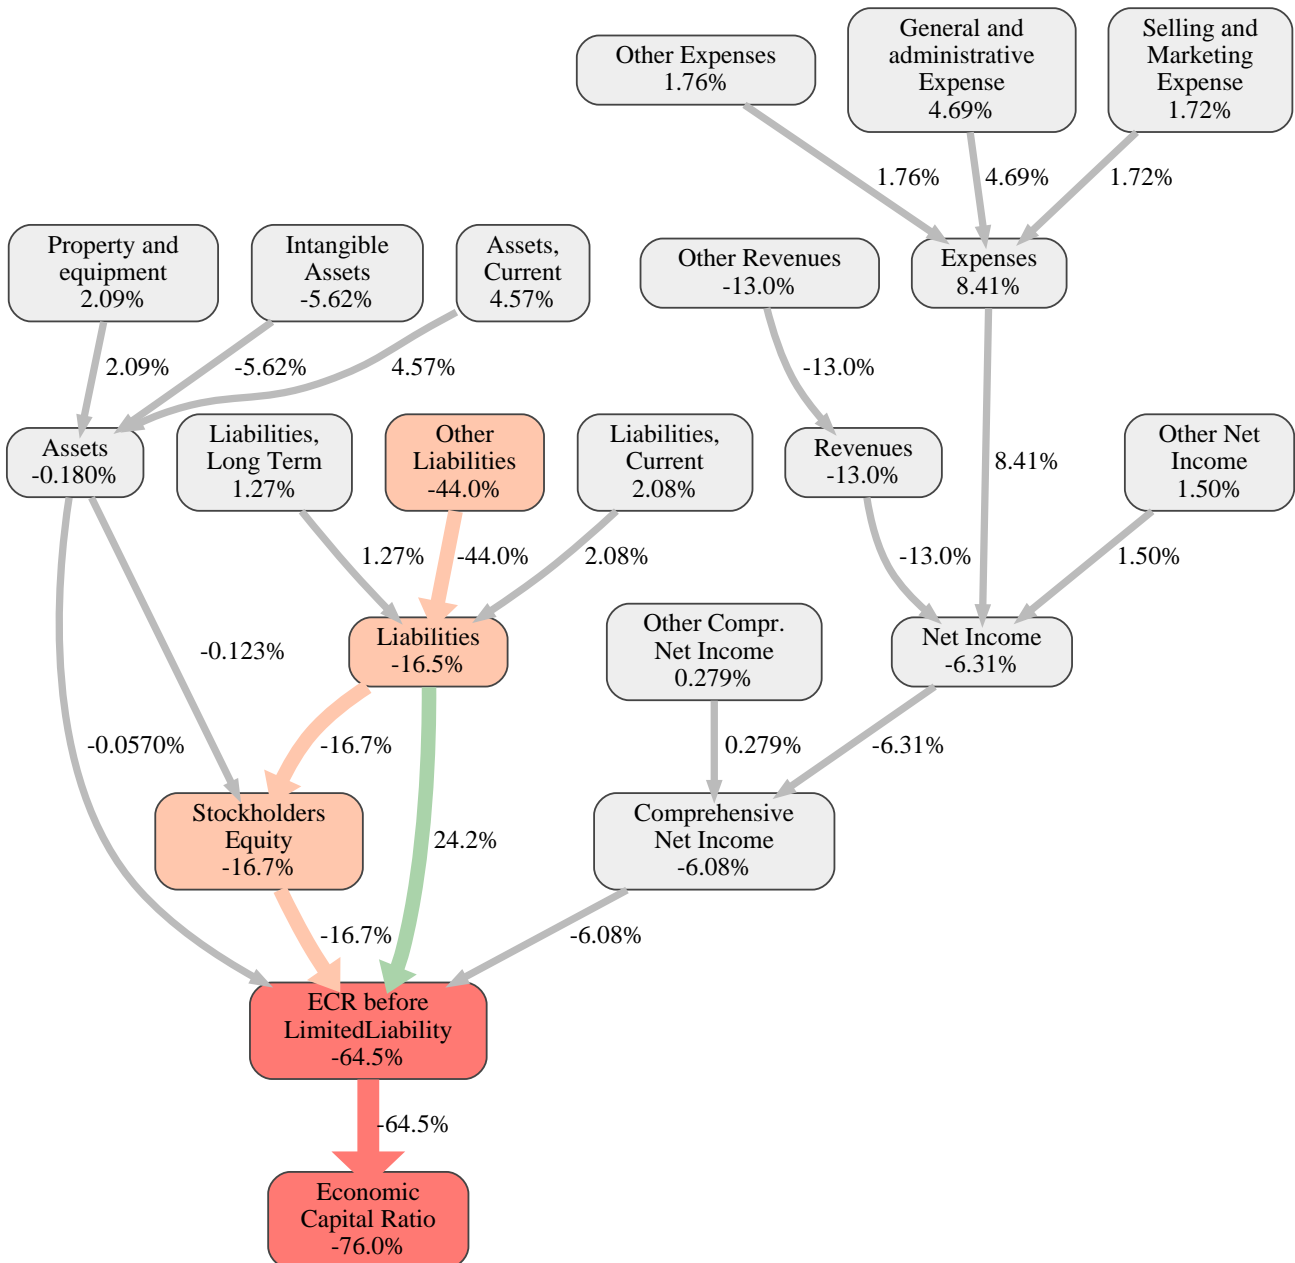 Other Expenses
1.76%
General and
administrative
Expense
4.69%
Selling and
Marketing
Expense
1.72%
1.76%
4.69%
1.72%
Property and
equipment
2.09%
Intangible
Assets
-5.62%
Assets,
Current
4.57%
Other Revenues
-13.0%
Expenses
8.41%
2.09%
-5.62%
4.57%
-13.0%
8.41%
Assets
-0.180%
Liabilities,
Long Term
1.27%
Other
Liabilities
-44.0%
Liabilities,
Current
2.08%
Revenues
-13.0%
Other Net
Income
1.50%
1.27%
-44.0%
2.08%
-13.0%
1.50%
-0.123%
Liabilities
-16.5%
Other Compr.
Net Income
0.279%
Net Income
-6.31%
-0.0570%
-16.7%
24.2%
0.279%
-6.31%
Stockholders
Equity
-16.7%
Comprehensive
Net Income
-6.08%
-16.7%
-6.08%
ECR before
LimitedLiability
-64.5%
-64.5%
Economic
Capital Ratio
-76.0%